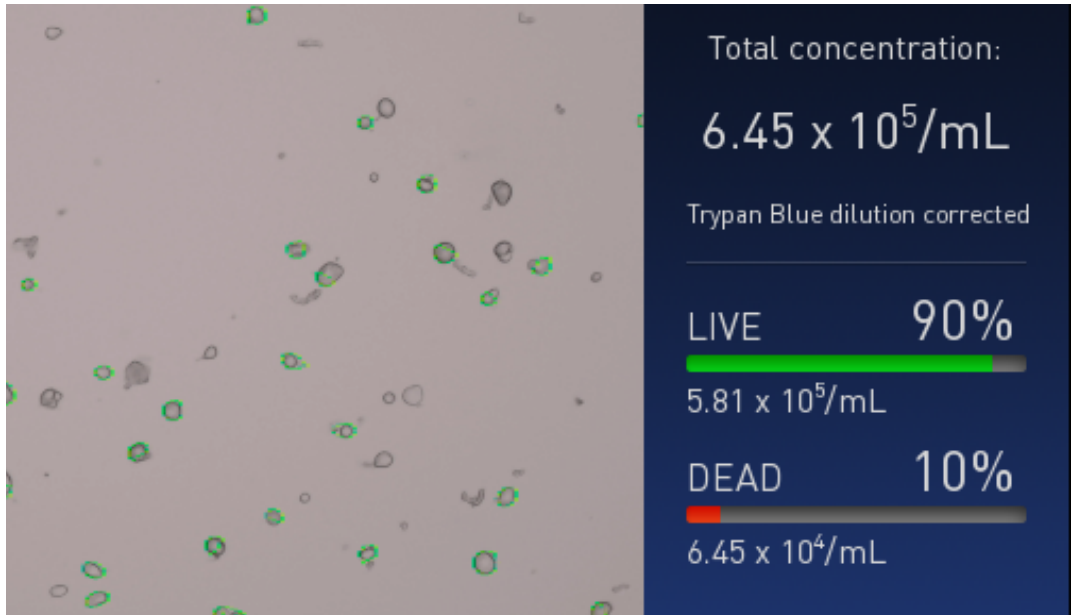 Total concentration:
6.45 x 10⁵/mL
Trypan Blue dilution corrected
LIVE 90%
5.81 x 10⁵/mL
DEAD 10%
6.45 x 10⁴/mL